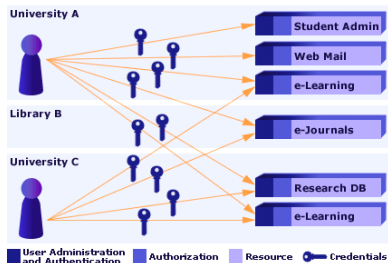 University A
Student Admin
Web Mail
e-Learning
Library B
e-Journals
University C
Research DB
e-Learning
User Administration
and Authentication
Authorization
Resource
Credentials